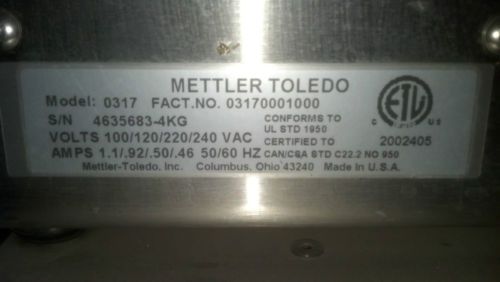 METTLER TOLEDO
Model: 0317 FACT.NO. 03170001000
S/N 4635683-4KG
VOLTS 100/120/220/240 VAC
AMPS 1.1/.92/.50/.46 50/60 HZ
CONFORMS TO
UL STD 1950
CERTIFIED TO
CAN/CSA STD C22.2 NO 950
C ETL US
2002405
Mettler-Toledo, Inc. Columbus, Ohio 43240 Made In U.S.A.